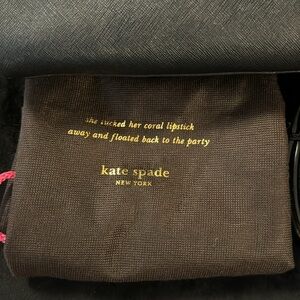 she tucked her coral lipstick
away and floated back to the party
kate spade
NEW YORK